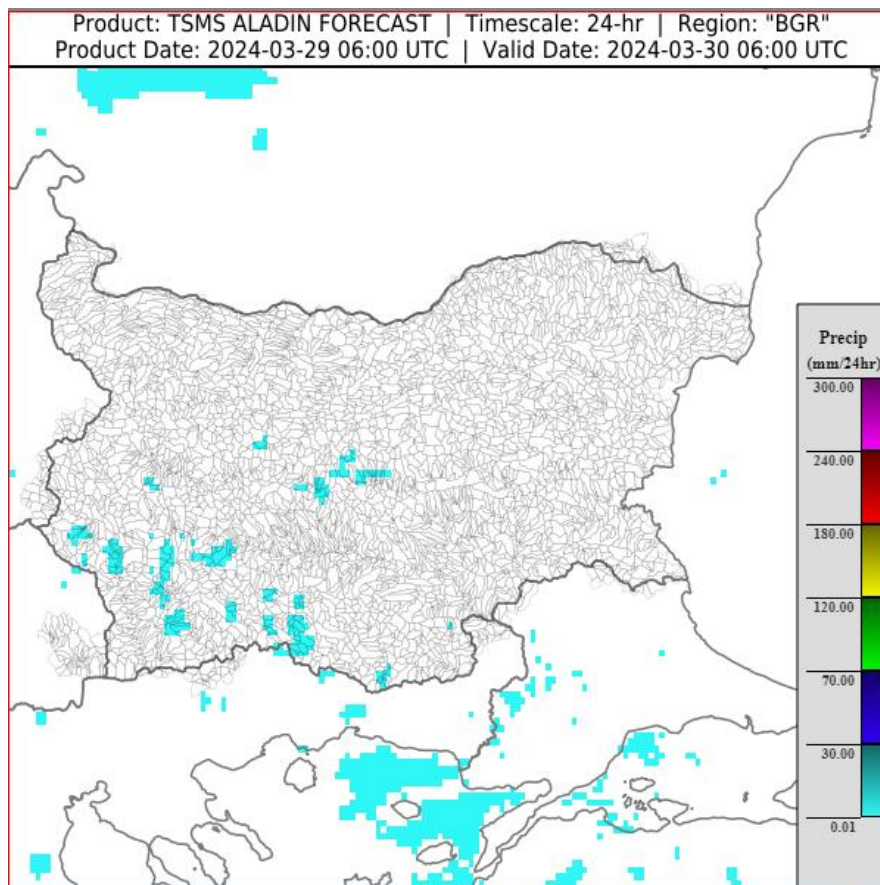 Product: TSMS ALADIN FORECAST | Timescale: 24-hr | Region: "BGR"
Product Date: 2024-03-29 06:00 UTC | Valid Date: 2024-03-30 06:00 UTC
Precip
(mm/24hr)
300.00
240.00
180.00
120.00
70.00
30.00
0.01